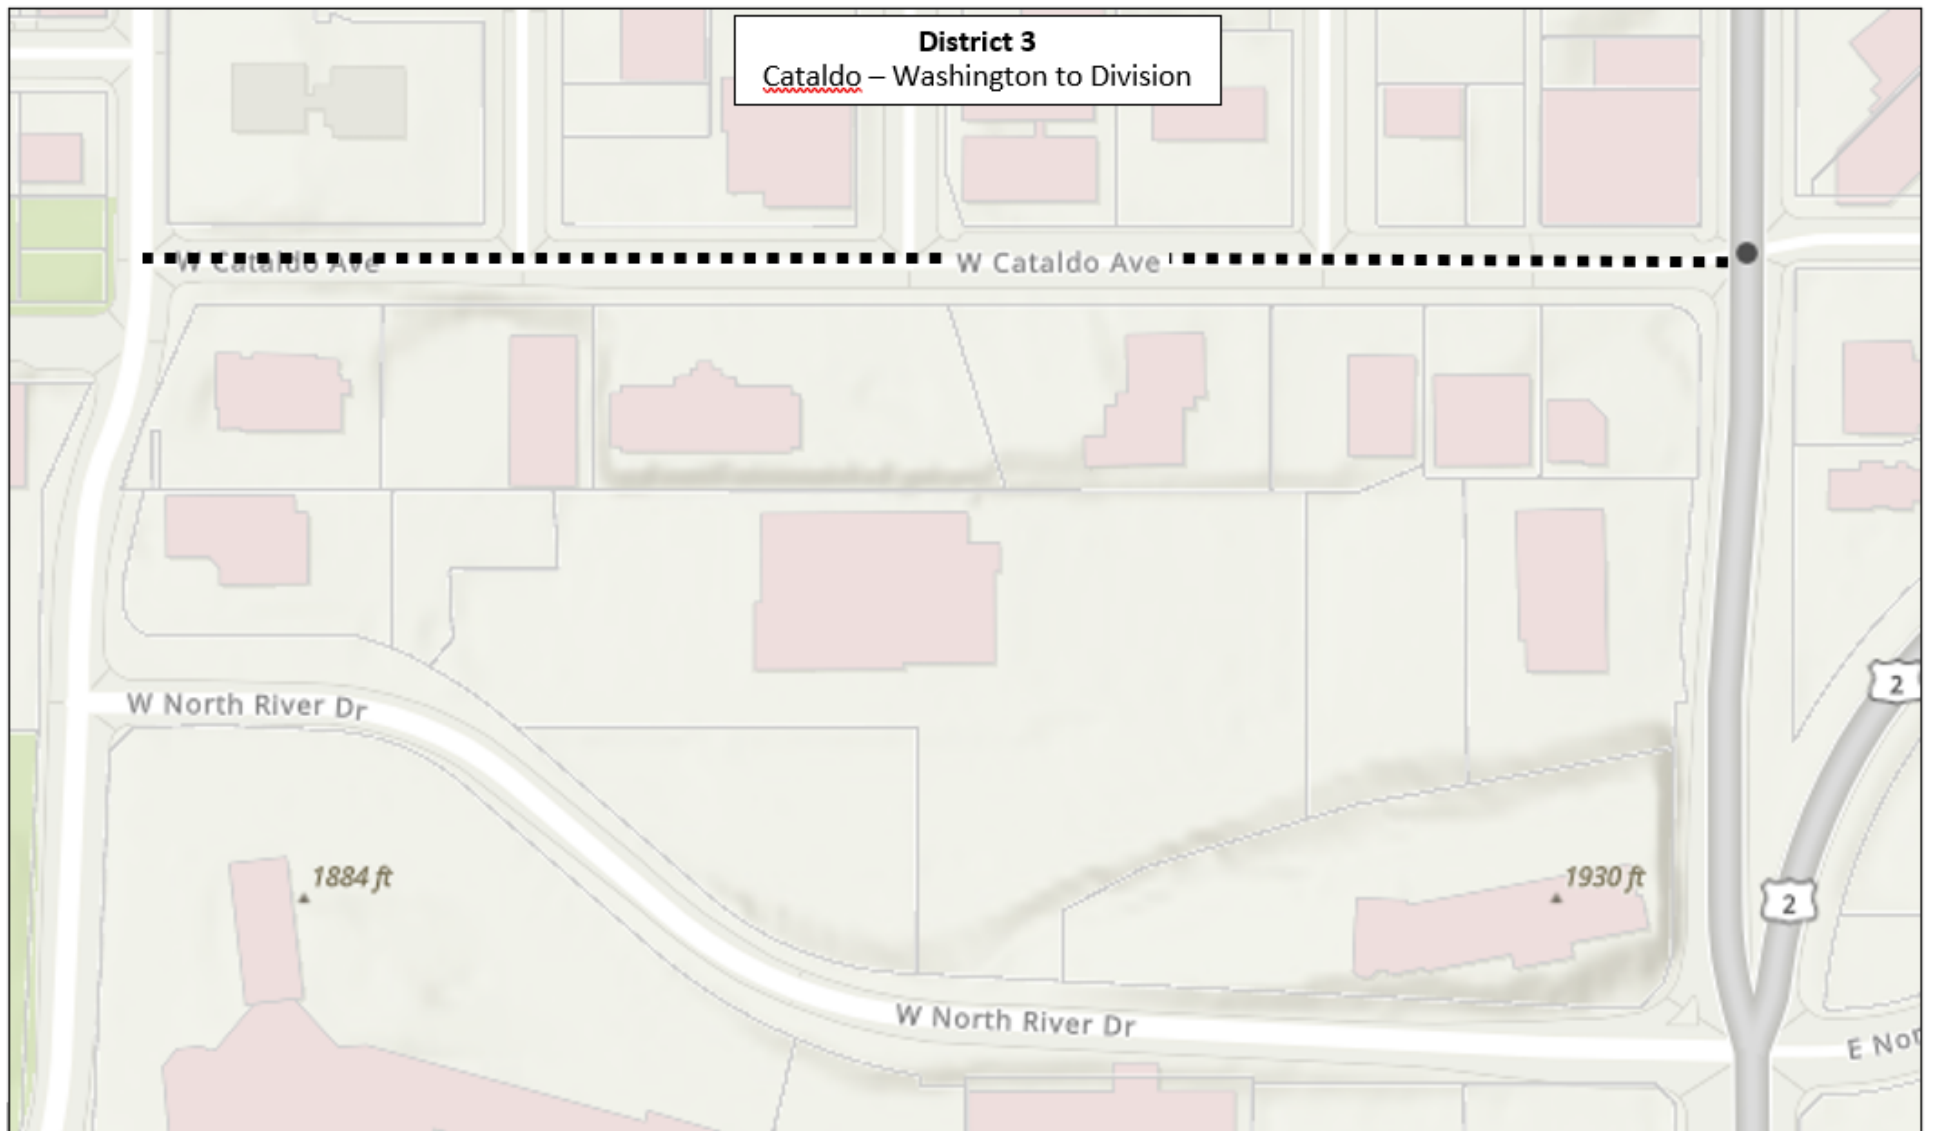 District 3
Cataldo – Washington to Division
W Cataldo Ave
W Cataldo Ave
2
W North River Dr
1884 ft
1930 ft
2
W North River Dr
E Nor